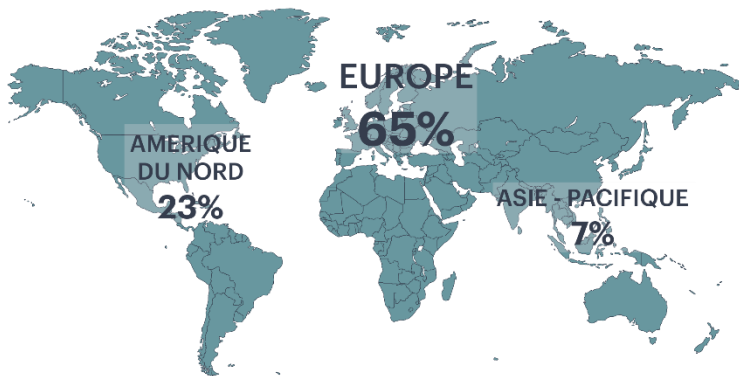 EUROPE
65%
AMERIQUE
DU NORD
23%
ASIE - PACIFIQUE
7%